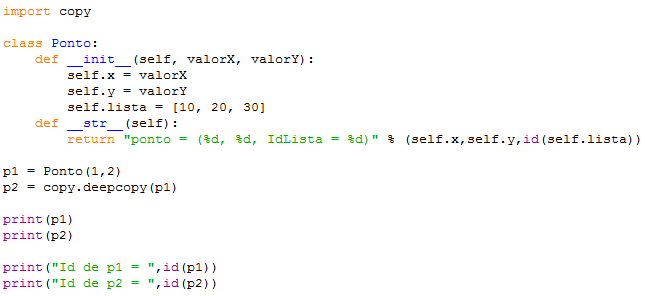 import copy
class Ponto:
    def __init__(self, valorX, valorY):
        self.x = valorX
        self.y = valorY
        self.lista = [10, 20, 30]
    def __str__(self):
        return "ponto = (%d, %d, IdLista = %d)" % (self.x,self.y,id(self.lista))
p1 = Ponto(1,2)
p2 = copy.deepcopy(p1)
print(p1)
print(p2)
print("Id de p1 = ",id(p1))
print("Id de p2 = ",id(p2))